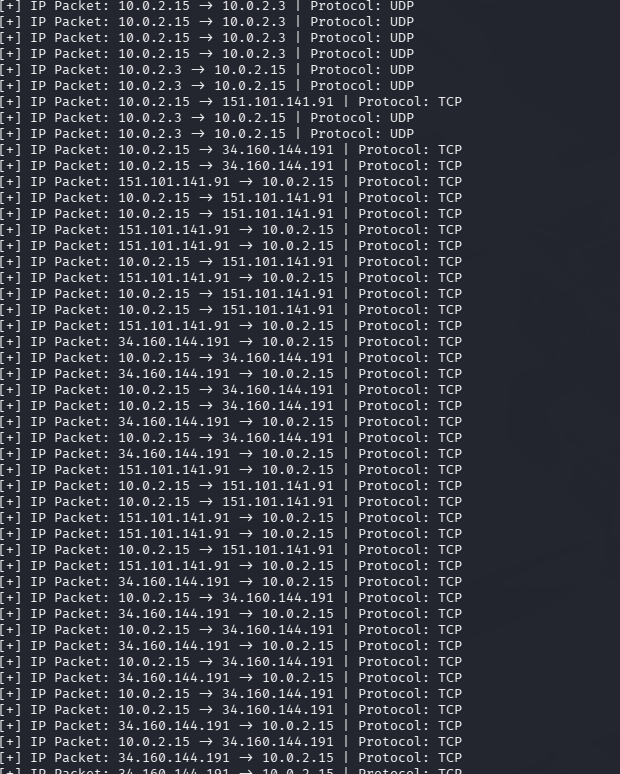 [+] IP Packet: 10.0.2.15 → 10.0.2.3 | Protocol: UDP
[+] IP Packet: 10.0.2.15 → 10.0.2.3 | Protocol: UDP
[+] IP Packet: 10.0.2.15 → 10.0.2.3 | Protocol: UDP
[+] IP Packet: 10.0.2.15 → 10.0.2.3 | Protocol: UDP
[+] IP Packet: 10.0.2.3 → 10.0.2.15 | Protocol: UDP
[+] IP Packet: 10.0.2.3 → 10.0.2.15 | Protocol: UDP
[+] IP Packet: 10.0.2.15 → 151.101.141.91 | Protocol: TCP
[+] IP Packet: 10.0.2.3 → 10.0.2.15 | Protocol: UDP
[+] IP Packet: 10.0.2.3 → 10.0.2.15 | Protocol: UDP
[+] IP Packet: 10.0.2.15 → 34.160.144.191 | Protocol: TCP
[+] IP Packet: 10.0.2.15 → 34.160.144.191 | Protocol: TCP
[+] IP Packet: 151.101.141.91 → 10.0.2.15 | Protocol: TCP
[+] IP Packet: 10.0.2.15 → 151.101.141.91 | Protocol: TCP
[+] IP Packet: 10.0.2.15 → 151.101.141.91 | Protocol: TCP
[+] IP Packet: 151.101.141.91 → 10.0.2.15 | Protocol: TCP
[+] IP Packet: 151.101.141.91 → 10.0.2.15 | Protocol: TCP
[+] IP Packet: 10.0.2.15 → 151.101.141.91 | Protocol: TCP
[+] IP Packet: 151.101.141.91 → 10.0.2.15 | Protocol: TCP
[+] IP Packet: 10.0.2.15 → 151.101.141.91 | Protocol: TCP
[+] IP Packet: 10.0.2.15 → 151.101.141.91 | Protocol: TCP
[+] IP Packet: 151.101.141.91 → 10.0.2.15 | Protocol: TCP
[+] IP Packet: 34.160.144.191 → 10.0.2.15 | Protocol: TCP
[+] IP Packet: 10.0.2.15 → 34.160.144.191 | Protocol: TCP
[+] IP Packet: 34.160.144.191 → 10.0.2.15 | Protocol: TCP
[+] IP Packet: 10.0.2.15 → 34.160.144.191 | Protocol: TCP
[+] IP Packet: 10.0.2.15 → 34.160.144.191 | Protocol: TCP
[+] IP Packet: 34.160.144.191 → 10.0.2.15 | Protocol: TCP
[+] IP Packet: 10.0.2.15 → 34.160.144.191 | Protocol: TCP
[+] IP Packet: 34.160.144.191 → 10.0.2.15 | Protocol: TCP
[+] IP Packet: 151.101.141.91 → 10.0.2.15 | Protocol: TCP
[+] IP Packet: 10.0.2.15 → 151.101.141.91 | Protocol: TCP
[+] IP Packet: 10.0.2.15 → 151.101.141.91 | Protocol: TCP
[+] IP Packet: 151.101.141.91 → 10.0.2.15 | Protocol: TCP
[+] IP Packet: 151.101.141.91 → 10.0.2.15 | Protocol: TCP
[+] IP Packet: 10.0.2.15 → 151.101.141.91 | Protocol: TCP
[+] IP Packet: 151.101.141.91 → 10.0.2.15 | Protocol: TCP
[+] IP Packet: 34.160.144.191 → 10.0.2.15 | Protocol: TCP
[+] IP Packet: 10.0.2.15 → 34.160.144.191 | Protocol: TCP
[+] IP Packet: 34.160.144.191 → 10.0.2.15 | Protocol: TCP
[+] IP Packet: 10.0.2.15 → 34.160.144.191 | Protocol: TCP
[+] IP Packet: 34.160.144.191 → 10.0.2.15 | Protocol: TCP
[+] IP Packet: 10.0.2.15 → 34.160.144.191 | Protocol: TCP
[+] IP Packet: 34.160.144.191 → 10.0.2.15 | Protocol: TCP
[+] IP Packet: 10.0.2.15 → 34.160.144.191 | Protocol: TCP
[+] IP Packet: 10.0.2.15 → 34.160.144.191 | Protocol: TCP
[+] IP Packet: 34.160.144.191 → 10.0.2.15 | Protocol: TCP
[+] IP Packet: 10.0.2.15 → 34.160.144.191 | Protocol: TCP
[+] IP Packet: 34.160.144.191 → 10.0.2.15 | Protocol: TCP
[+] IP Packet: 34.160.144.191 → 10.0.2.15 | Protocol: TCP